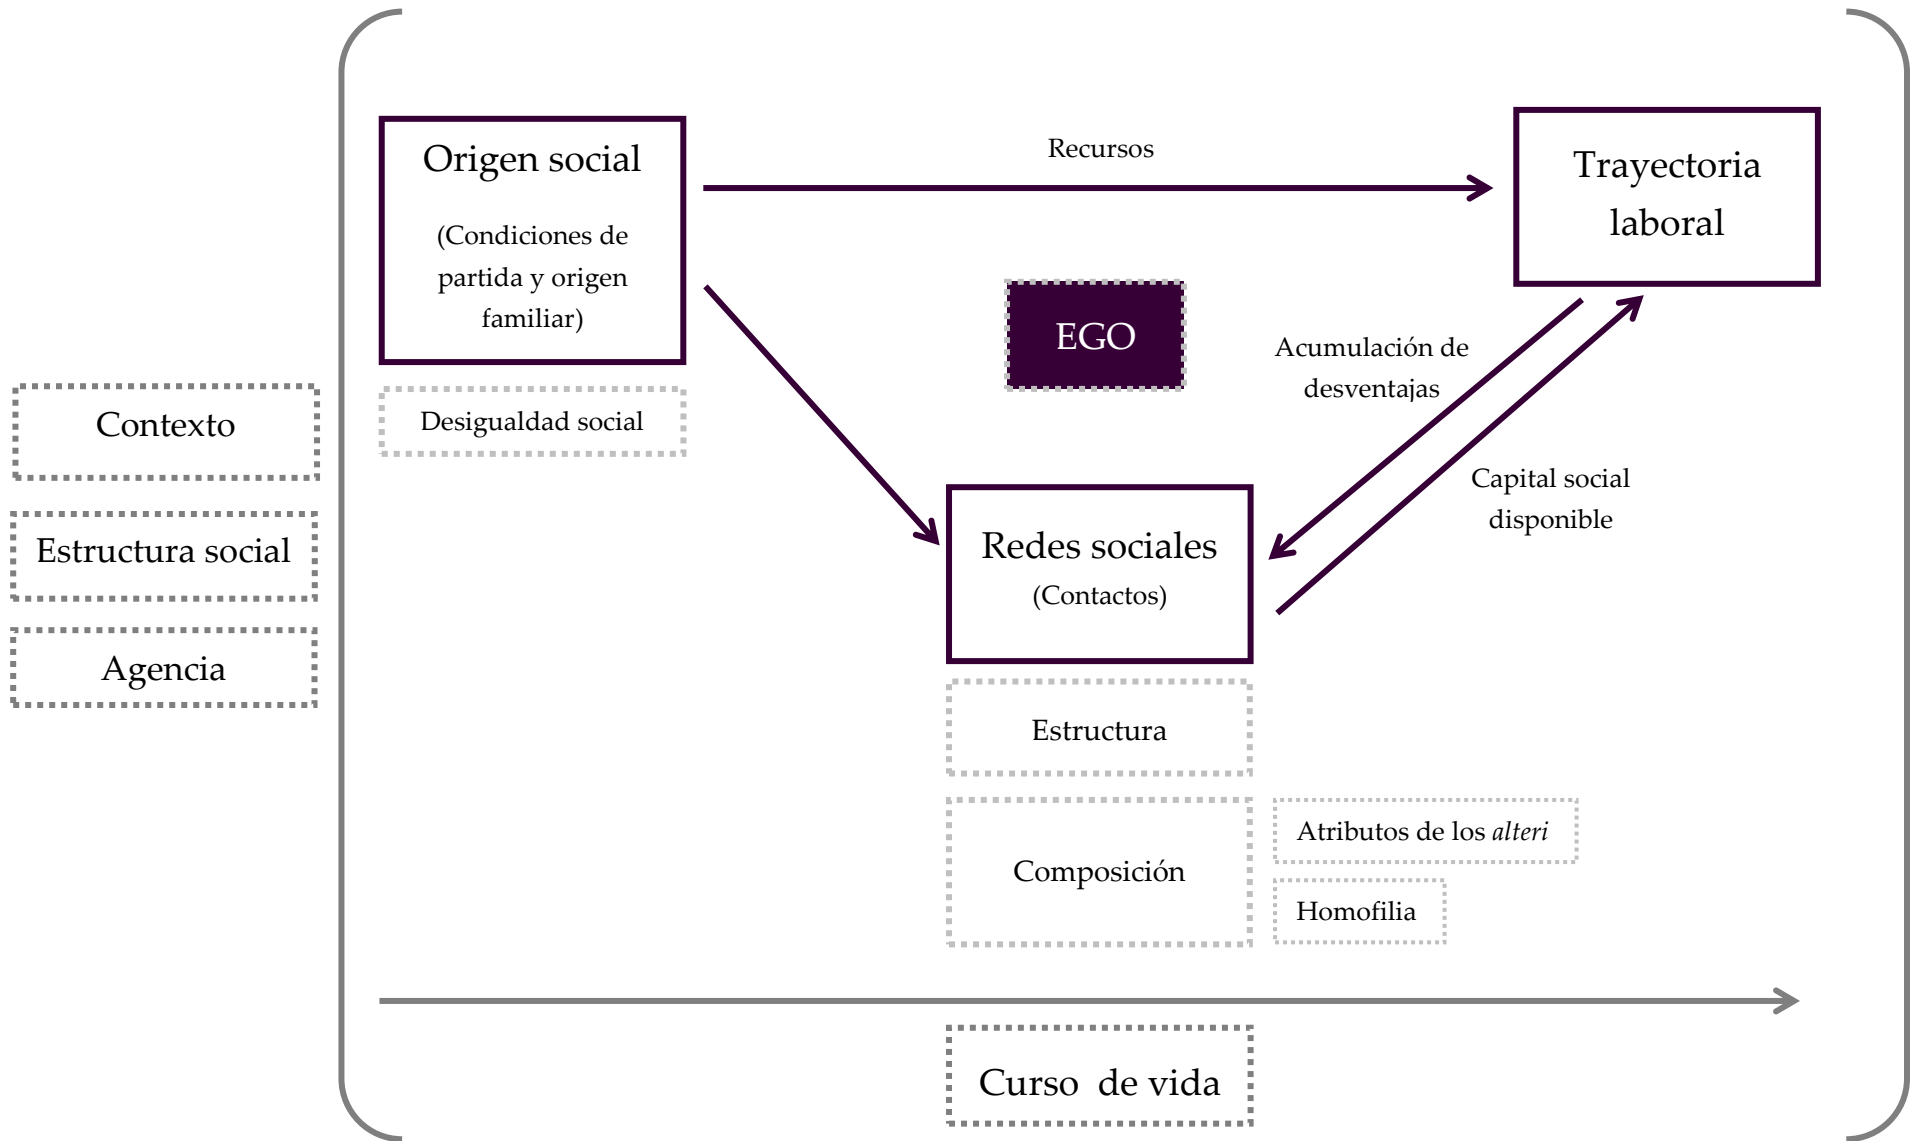 Contexto
Estructura social
Agencia
Origen social
(Condiciones de
partida y origen
familiar)
Desigualdad social
Recursos
EGO
Trayectoria
laboral
Acumulación de
desventajas
Capital social
disponible
Redes sociales
(Contactos)
Estructura
Composición
Atributos de los alteri
Homofilia
Curso de vida